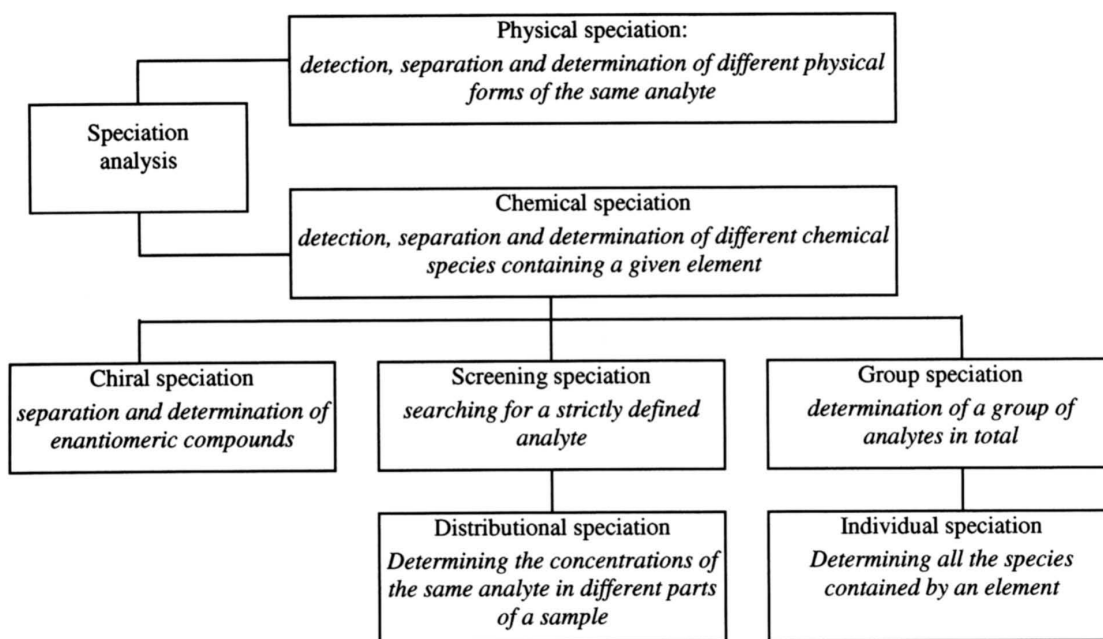 Physical speciation:
detection, separation and determination of different physical
forms of the same analyte
Speciation
analysis
Chemical speciation
detection, separation and determination of different chemical
species containing a given element
Chiral speciation
separation and determination of
enantiomeric compounds
Screening speciation
searching for a strictly defined
analyte
Group speciation
determination of a group of
analytes in total
Distributional speciation
Determining the concentrations of
the same analyte in different parts
of a sample
Individual speciation
Determining all the species
contained by an element